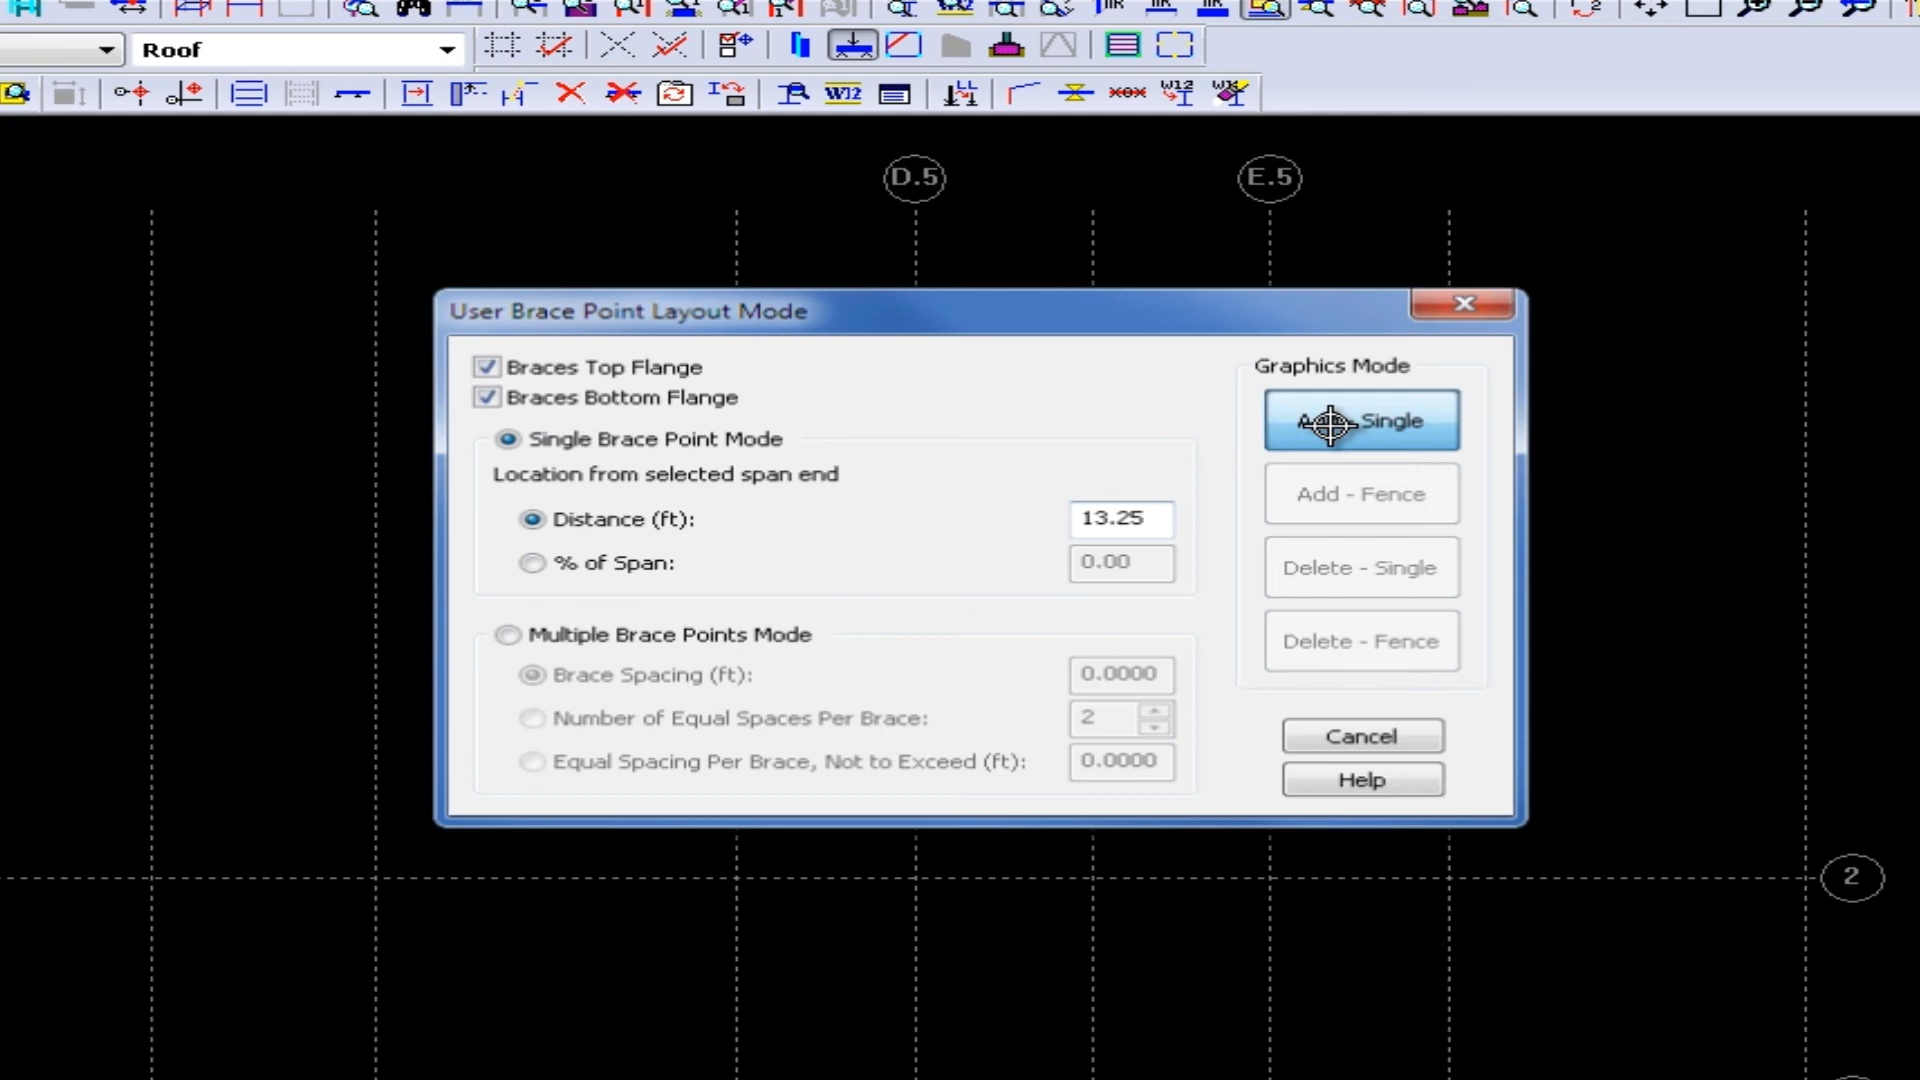 Roof
W12
W12
D.5
E.5
User Brace Point Layout Mode
Braces Top Flange
Braces Bottom Flange
Single Brace Point Mode
Location from selected span end
Distance (ft): 13.25
% of Span: 0.00
Multiple Brace Points Mode
Brace Spacing (ft): 0.0000
Number of Equal Spaces Per Brace: 2
Equal Spacing Per Brace, Not to Exceed (ft): 0.0000
Graphics Mode
Single
Add - Fence
Delete - Single
Delete - Fence
Cancel
Help
2